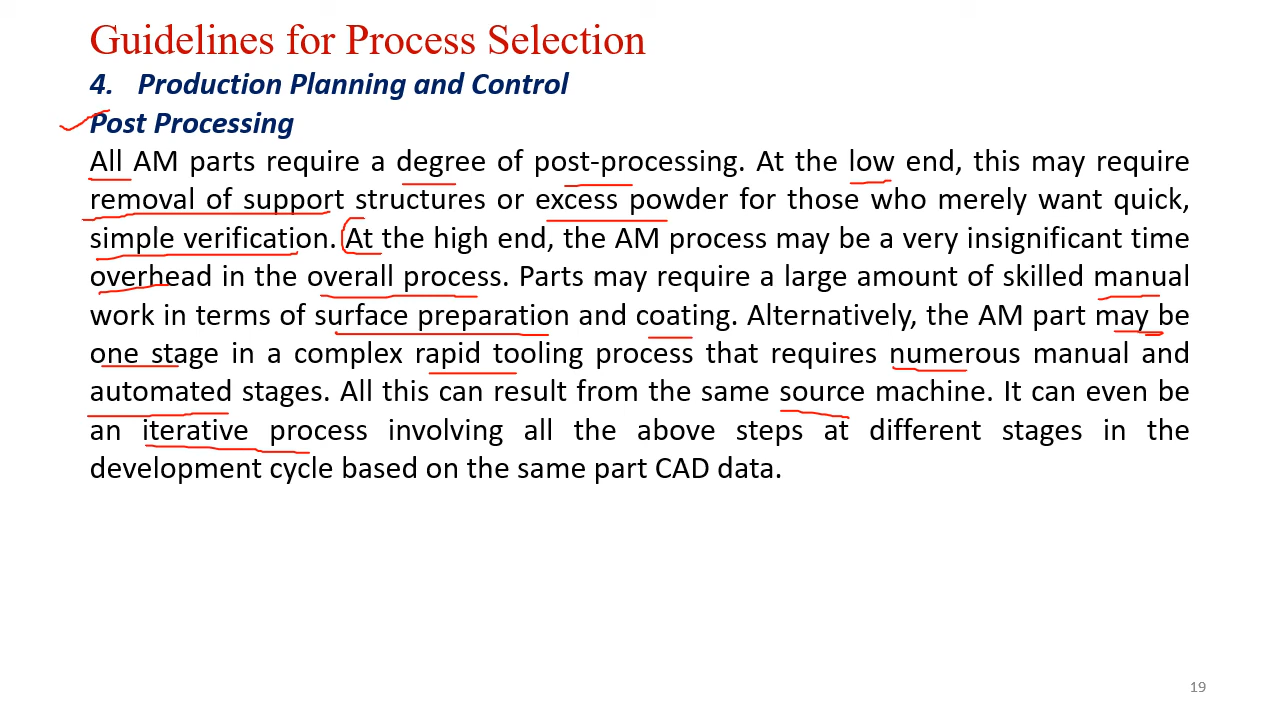 Guidelines for Process Selection
4. Production Planning and Control
Post Processing
All AM parts require a degree of post-processing. At the low end, this may require
removal of support structures or excess powder for those who merely want quick,
simple verification. At the high end, the AM process may be a very insignificant time
overhead in the overall process. Parts may require a large amount of skilled manual
work in terms of surface preparation and coating. Alternatively, the AM part may be
one stage in a complex rapid tooling process that requires numerous manual and
automated stages. All this can result from the same source machine. It can even be
an iterative process involving all the above steps at different stages in the
development cycle based on the same part CAD data.
19